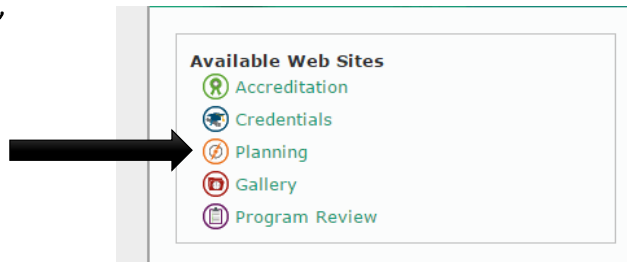 Available Web Sites
Accreditation
Credentials
Planning
Gallery
Program Review